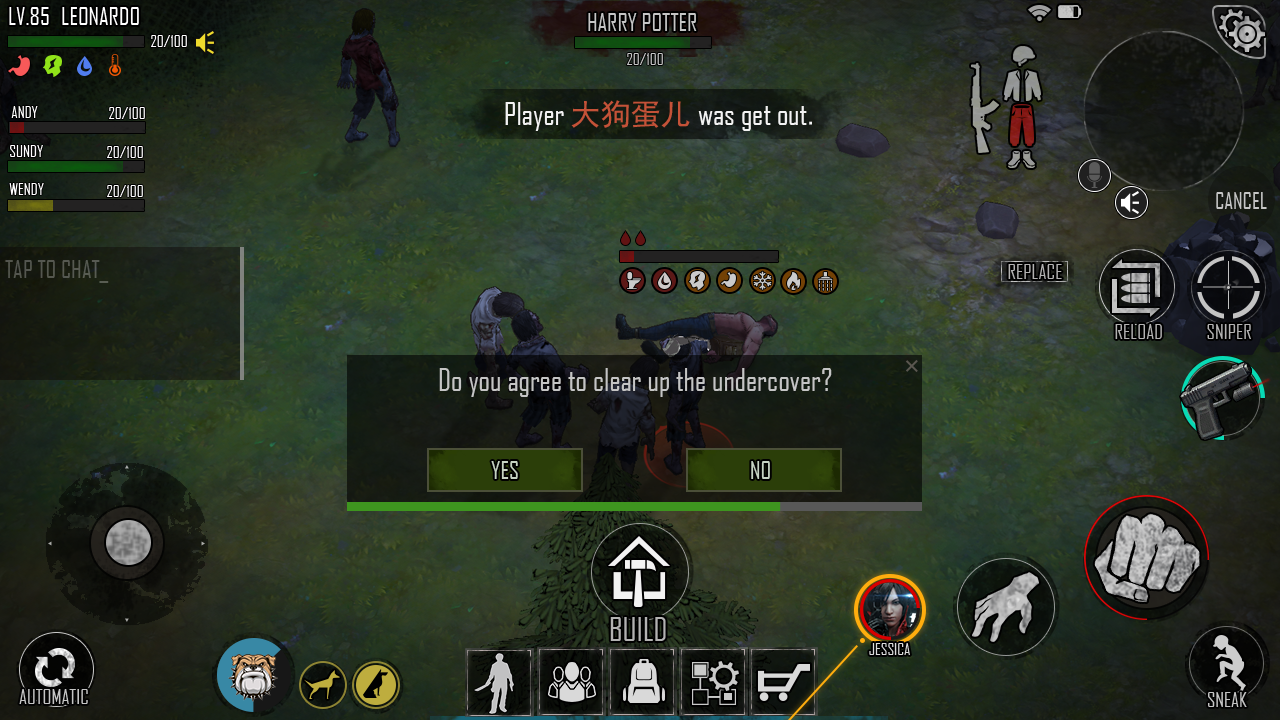 LV.85 LEONARDO
20/100
ANDY 20/100
SUNDY 20/100
WENDY 20/100
TAP TO CHAT_
HARRY POTTER
20/100
Player 大狗蛋儿 was get out.
CANCEL
REPLACE
RELOAD
SNIPER
Do you agree to clear up the undercover?
YES
NO
BUILD
JESSICA
AUTOMATIC
SNEAK